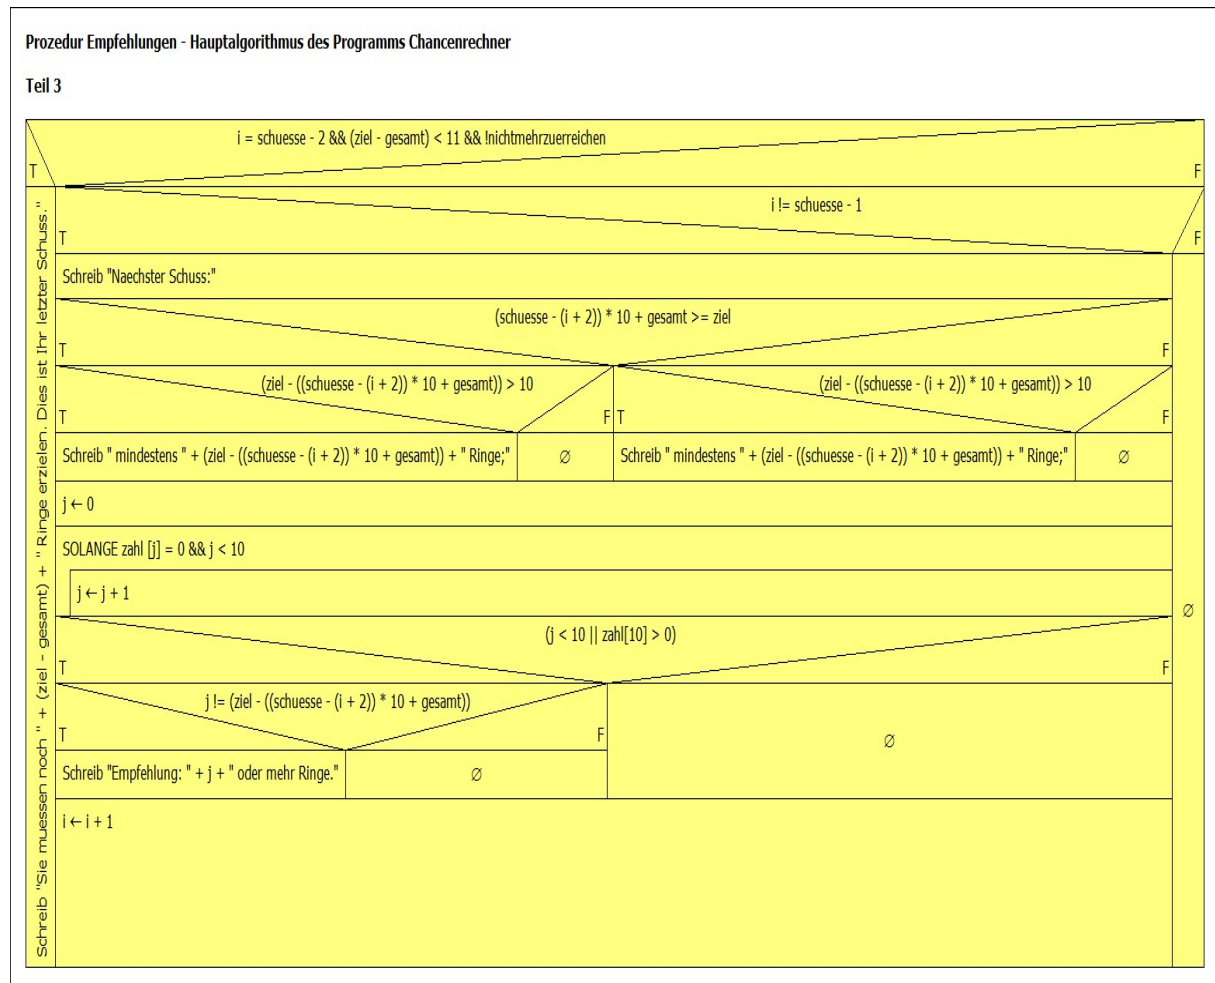 Prozedur Empfehlungen - Hauptalgorithmus des Programms Chancenrechner
Teil 3
i = schuesse - 2 && (ziel - gesamt) < 11 && !nichtmehrzuerreichen
T
F
Schreib "Sie muessen noch " + (ziel - gesamt) + " Ringe erzielen. Dies ist Ihr letzter Schuss."
i != schuesse - 1
T
F
Schreib "Naechster Schuss:"
(schuesse - (i + 2)) * 10 + gesamt >= ziel
T
F
(ziel - ((schuesse - (i + 2)) * 10 + gesamt)) > 10
T
F
(ziel - ((schuesse - (i + 2)) * 10 + gesamt)) > 10
T
F
Schreib " mindestens " + (ziel - ((schuesse - (i + 2)) * 10 + gesamt)) + " Ringe;"
∅
Schreib " mindestens " + (ziel - ((schuesse - (i + 2)) * 10 + gesamt)) + " Ringe;"
∅
j ← 0
SOLANGE zahl [j] = 0 && j < 10
j ← j + 1
(j < 10 || zahl[10] > 0)
T
F
j != (ziel - ((schuesse - (i + 2)) * 10 + gesamt))
T
F
Schreib "Empfehlung: " + j + " oder mehr Ringe."
∅
∅
i ← i + 1
∅